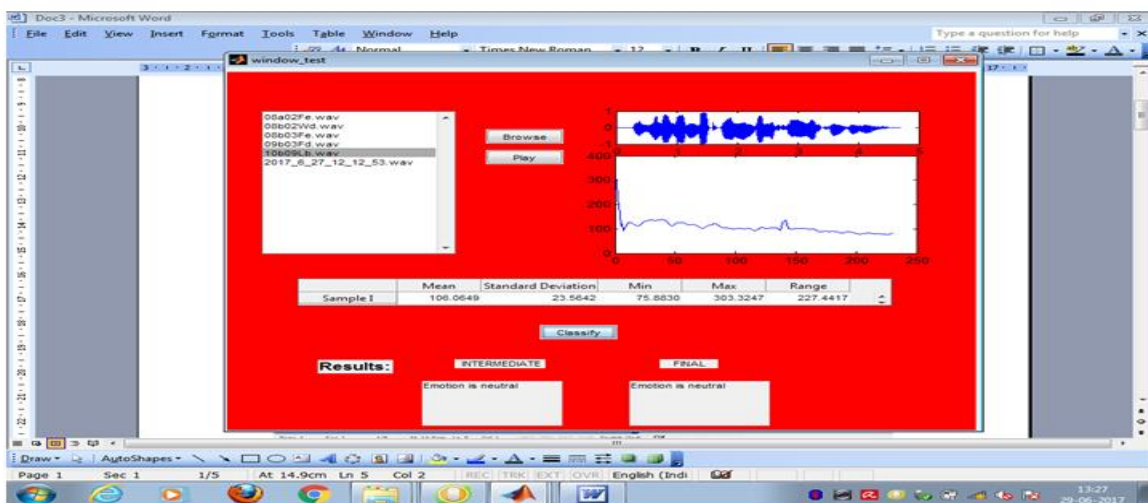 Doc3 - Microsoft Word
File Edit View Insert Format Tools Table Window Help
Type a question for help
Normal Times New Roman 12 B I U
window_test
08a02Fe.wav
08b02Wd.wav
08b03Fe.wav
09b03Fd.wav
10b09Lb.wav
2017_6_27_12_12_53.wav
Browse
Play
1
0
-1
0 1 2 3 4 5
400
300
200
100
0
0 50 100 150 200 250
Mean Standard Deviation Min Max Range
Sample I 106.0649 23.5642 75.8830 303.3247 227.4417
Classify
Results:
INTERMEDIATE FINAL
Emotion is neutral Emotion is neutral
Draw AutoShapes
Page 1 Sec 1 1/5 At 14.9cm Ln 5 Col 2 REC TRK EXT OVR English (Indi
13:27
29-06-2017